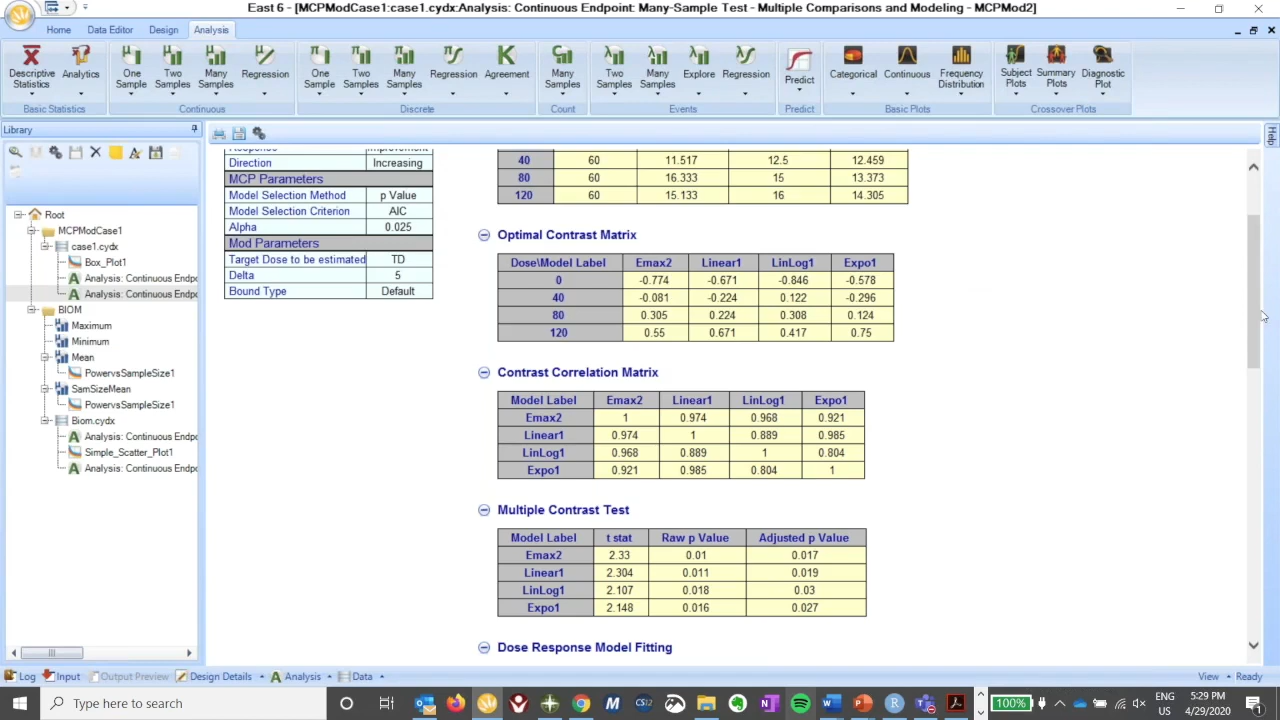 East 6 - [MCPModCase1:case1.cydx:Analysis: Continuous Endpoint: Many-Sample Test - Multiple Comparisons and Modeling - MCPMod2]
Home Data Editor Design Analysis
Descriptive Statistics Analytics One Sample Two Samples Many Samples Regression One Sample Two Samples Many Samples Regression Agreement Many Samples Two Samples Many Samples Explore Regression Predict Categorical Continuous Frequency Distribution Subject Plots Summary Plots Diagnostic Plot
Basic Statistics Continuous Discrete Count Events Predict Basic Plots Crossover Plots
Library
Help
Root
MCPModCase1
case1.cydx
Box_Plot1
Analysis: Continuous Endpo
Analysis: Continuous Endpo
BIOM
Maximum
Minimum
Mean
PowervsSampleSize1
SamSizeMean
PowervsSampleSize1
Biom.cydx
Analysis: Continuous Endpo
Simple_Scatter_Plot1
Analysis: Continuous Endpo
Direction Increasing
MCP Parameters
Model Selection Method p Value
Model Selection Criterion AIC
Alpha 0.025
Mod Parameters
Target Dose to be estimated TD
Delta 5
Bound Type Default
40 60 11.517 12.5 12.459
80 60 16.333 15 13.373
120 60 15.133 16 14.305
Optimal Contrast Matrix
Dose\Model Label Emax2 Linear1 LinLog1 Expo1
0 -0.774 -0.671 -0.846 -0.578
40 -0.081 -0.224 0.122 -0.296
80 0.305 0.224 0.308 0.124
120 0.55 0.671 0.417 0.75
Contrast Correlation Matrix
Model Label Emax2 Linear1 LinLog1 Expo1
Emax2 1 0.974 0.968 0.921
Linear1 0.974 1 0.889 0.985
LinLog1 0.968 0.889 1 0.804
Expo1 0.921 0.985 0.804 1
Multiple Contrast Test
Model Label t stat Raw p Value Adjusted p Value
Emax2 2.33 0.01 0.017
Linear1 2.304 0.011 0.019
LinLog1 2.107 0.018 0.03
Expo1 2.148 0.016 0.027
Dose Response Model Fitting
Log Input Output Preview Design Details Analysis Data View Ready
Type here to search
100%
ENG
US
5:29 PM
4/29/2020